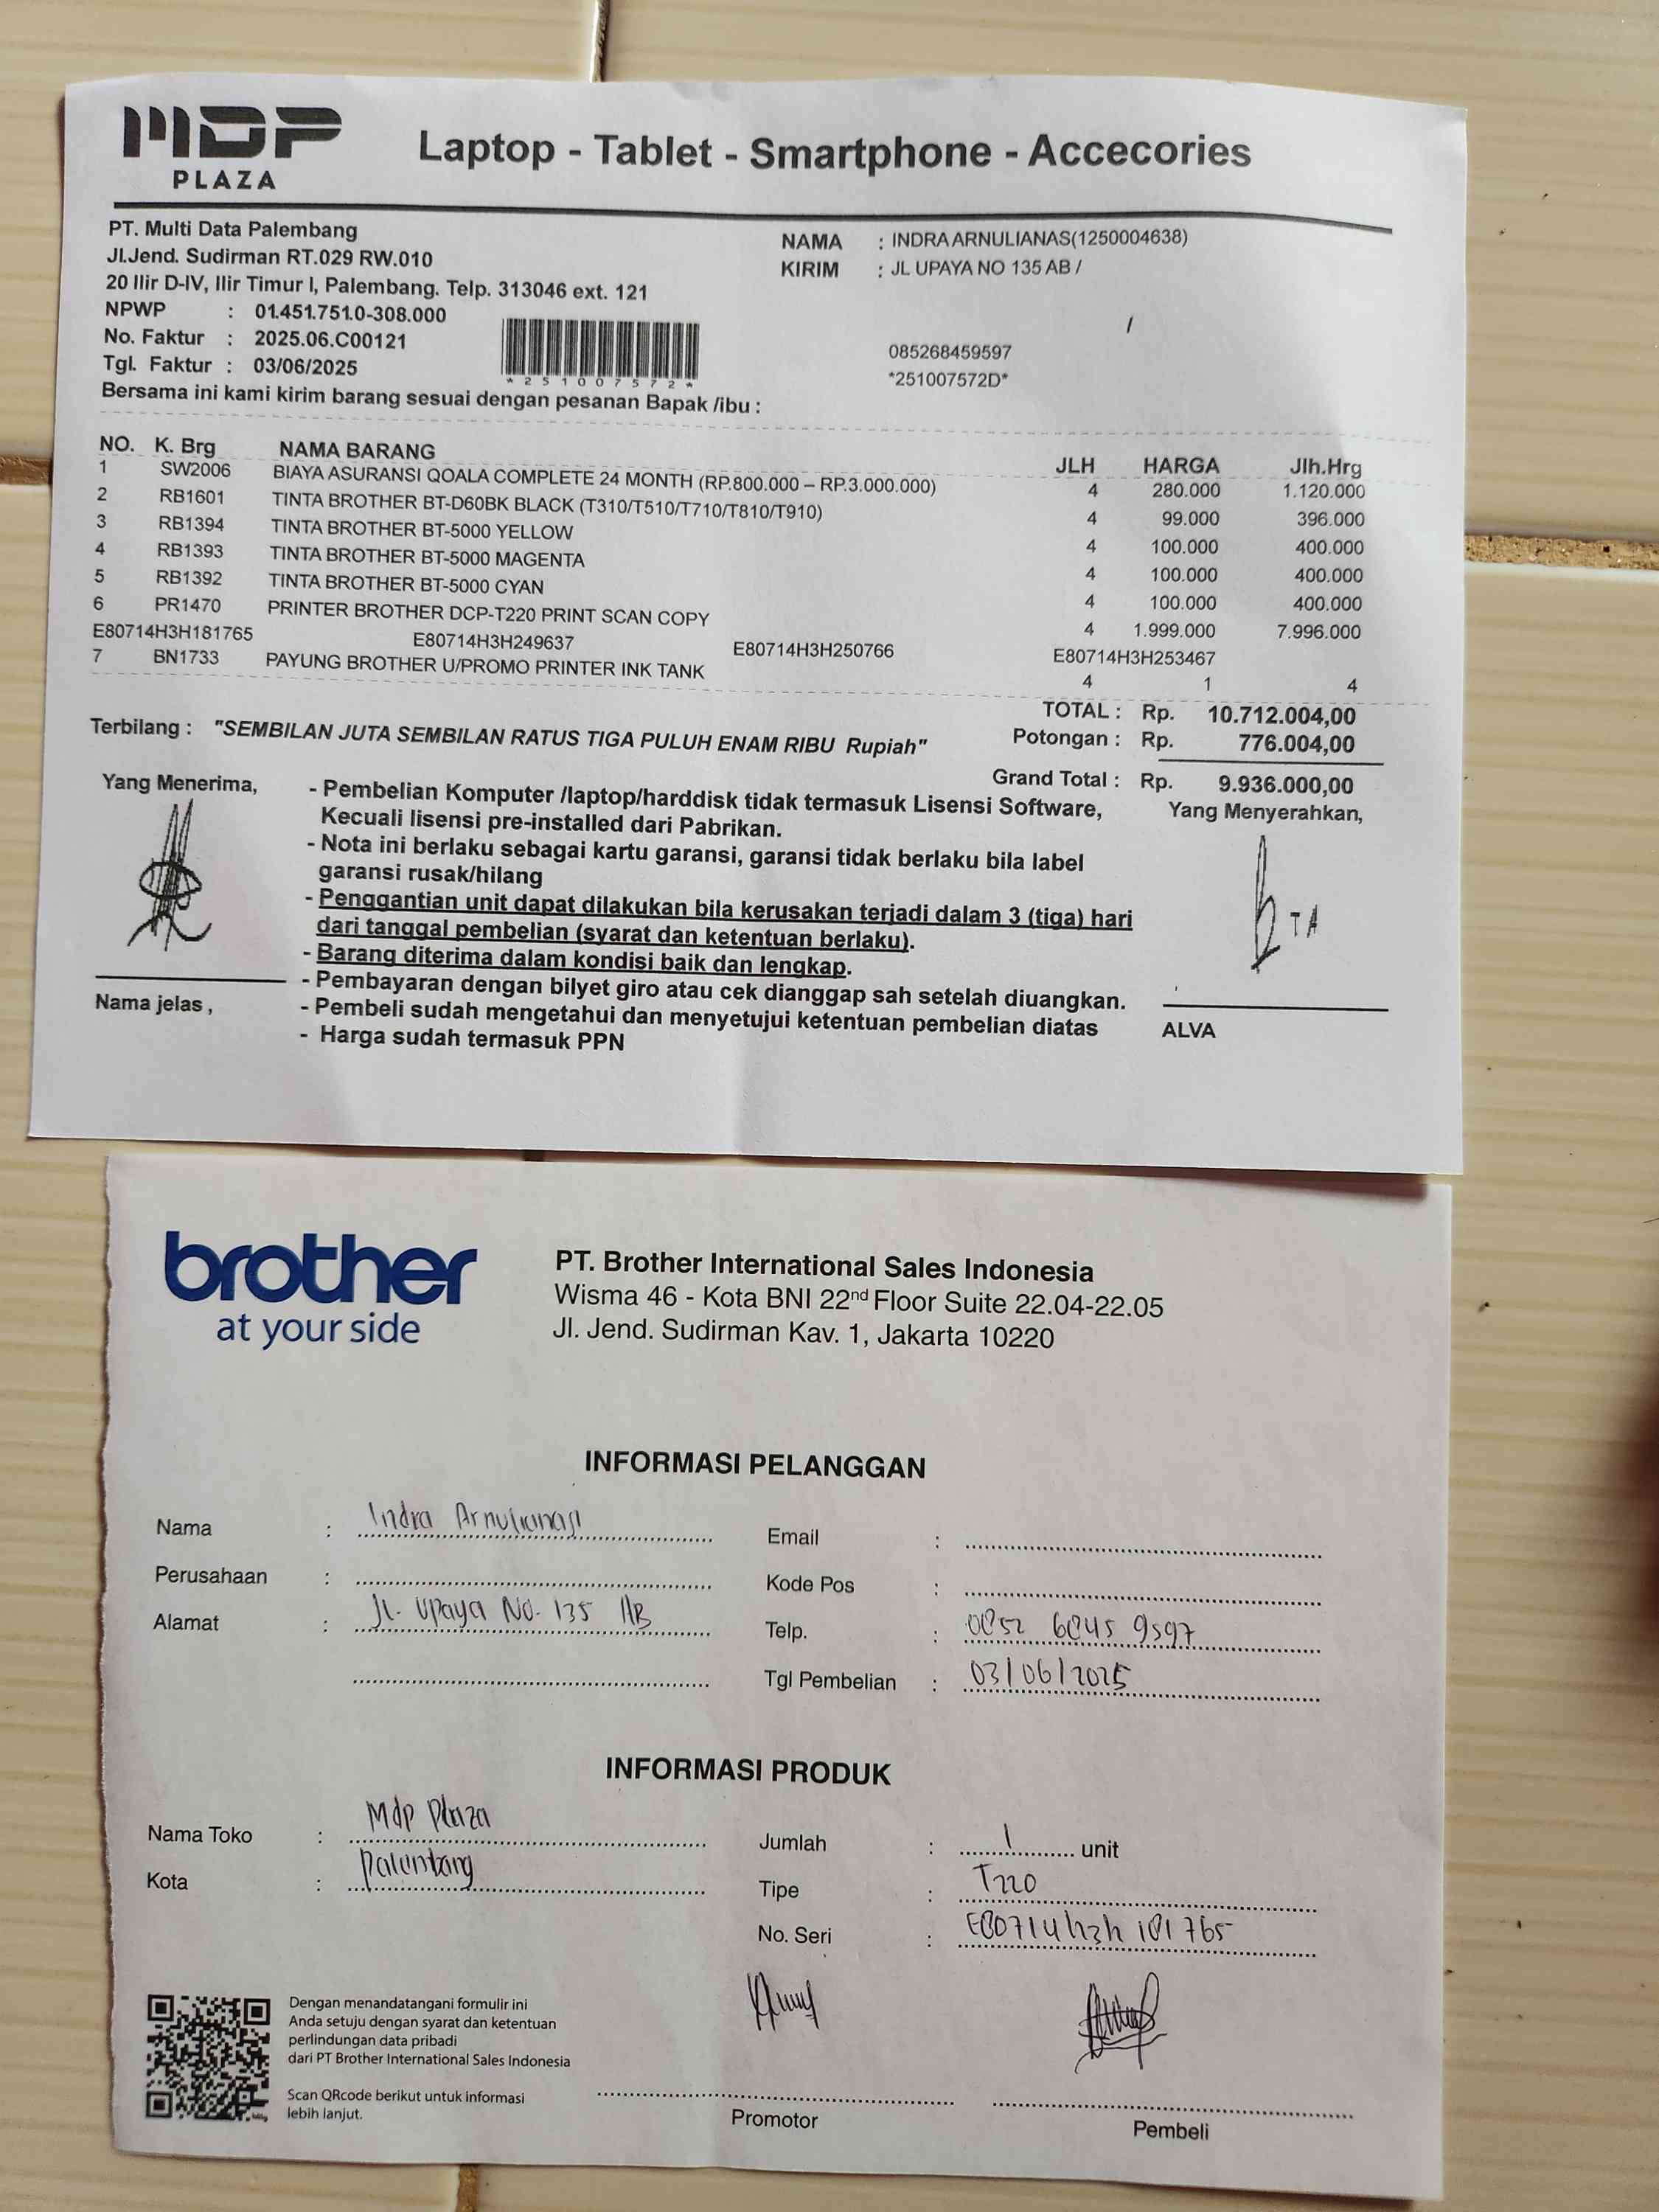 MDP
PLAZA
Laptop - Tablet - Smartphone - Accecories
PT. Multi Data Palembang
Jl.Jend. Sudirman RT.029 RW.010
20 Ilir D-IV, Ilir Timur I, Palembang. Telp. 313046 ext. 121
NPWP : 01.451.751.0-308.000
No. Faktur : 2025.06.C00121
Tgl. Faktur : 03/06/2025
*251007572*
NAMA : INDRA ARNULIANAS(1250004638)
KIRIM : JL UPAYA NO 135 AB /
/
085268459597
*251007572D*
Bersama ini kami kirim barang sesuai dengan pesanan Bapak /ibu :
NO. K. Brg NAMA BARANG JLH HARGA Jlh.Hrg
1 SW2006 BIAYA ASURANSI QOALA COMPLETE 24 MONTH (RP.800.000 – RP.3.000.000) 4 280.000 1.120.000
2 RB1601 TINTA BROTHER BT-D60BK BLACK (T310/T510/T710/T810/T910) 4 99.000 396.000
3 RB1394 TINTA BROTHER BT-5000 YELLOW 4 100.000 400.000
4 RB1393 TINTA BROTHER BT-5000 MAGENTA 4 100.000 400.000
5 RB1392 TINTA BROTHER BT-5000 CYAN 4 100.000 400.000
6 PR1470 PRINTER BROTHER DCP-T220 PRINT SCAN COPY 4 1.999.000 7.996.000
E80714H3H181765 E80714H3H249637 E80714H3H250766 E80714H3H253467
7 BN1733 PAYUNG BROTHER U/PROMO PRINTER INK TANK 4 1 4
TOTAL : Rp. 10.712.004,00
Terbilang : "SEMBILAN JUTA SEMBILAN RATUS TIGA PULUH ENAM RIBU Rupiah" Potongan : Rp. 776.004,00
Grand Total : Rp. 9.936.000,00
Yang Menerima,
Yang Menyerahkan,
- Pembelian Komputer /laptop/harddisk tidak termasuk Lisensi Software,
Kecuali lisensi pre-installed dari Pabrikan.
- Nota ini berlaku sebagai kartu garansi, garansi tidak berlaku bila label
garansi rusak/hilang
- Penggantian unit dapat dilakukan bila kerusakan terjadi dalam 3 (tiga) hari
dari tanggal pembelian (syarat dan ketentuan berlaku).
- Barang diterima dalam kondisi baik dan lengkap.
- Pembayaran dengan bilyet giro atau cek dianggap sah setelah diuangkan.
- Pembeli sudah mengetahui dan menyetujui ketentuan pembelian diatas
- Harga sudah termasuk PPN
Nama jelas ,
TA
ALVA
brother
at your side
PT. Brother International Sales Indonesia
Wisma 46 - Kota BNI 22nd Floor Suite 22.04-22.05
Jl. Jend. Sudirman Kav. 1, Jakarta 10220
INFORMASI PELANGGAN
Nama : Indra Arnulianas
Perusahaan :
Alamat : Jl. Upaya No. 135 AB
Email :
Kode Pos :
Telp. : 0852 6845 9597
Tgl Pembelian : 03/06/2025
INFORMASI PRODUK
Nama Toko : Mdp Plaza
Kota : Palembang
Jumlah : 1 unit
Tipe : T220
No. Seri : E80714h3h 181765
Dengan menandatangani formulir ini
Anda setuju dengan syarat dan ketentuan
perlindungan data pribadi
dari PT Brother International Sales Indonesia
Scan QRcode berikut untuk informasi
lebih lanjut.
Promotor
Pembeli